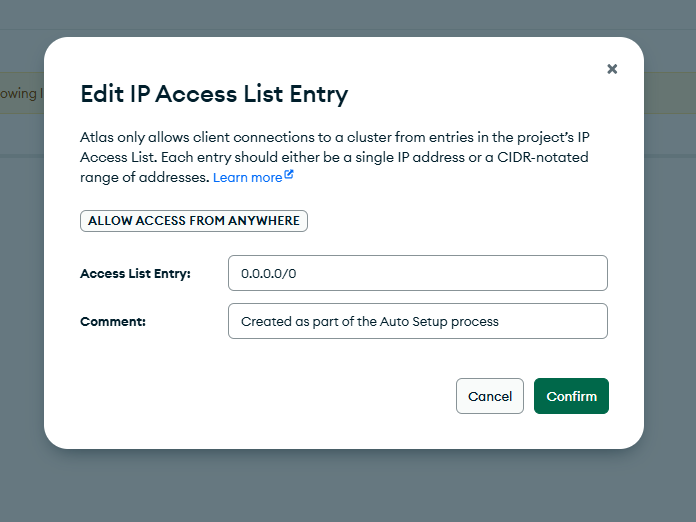 Edit IP Access List Entry
owing l
Atlas only allows client connections to a cluster from entries in the project's IP
Access List. Each entry should either be a single IP address or a CIDR-notated
range of addresses. Learn more
ALLOW ACCESS FROM ANYWHERE
Access List Entry: 0.0.0.0/0
Comment: Created as part of the Auto Setup process
Cancel Confirm